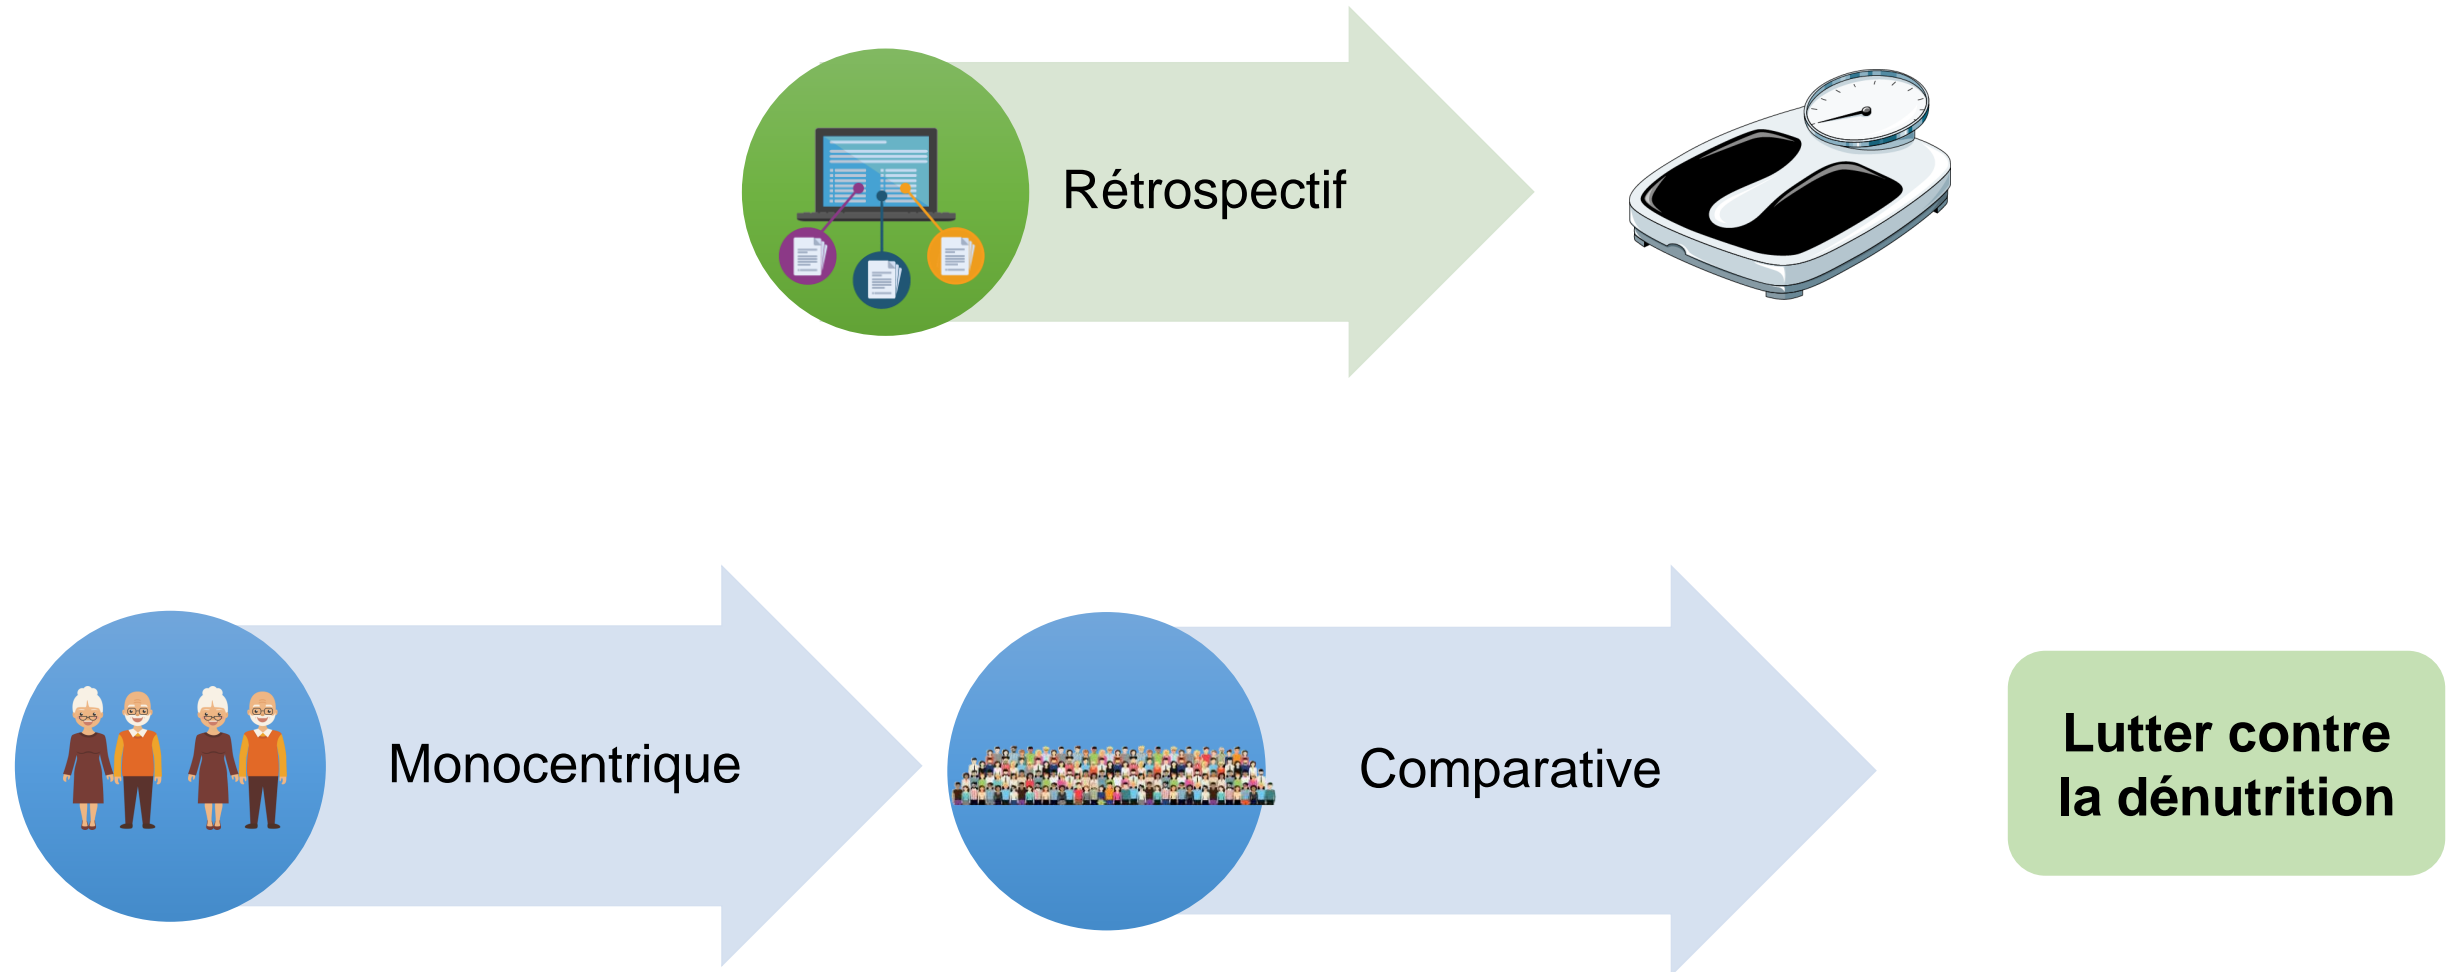 Rétrospectif
Monocentrique
Comparative
Lutter contre
la dénutrition